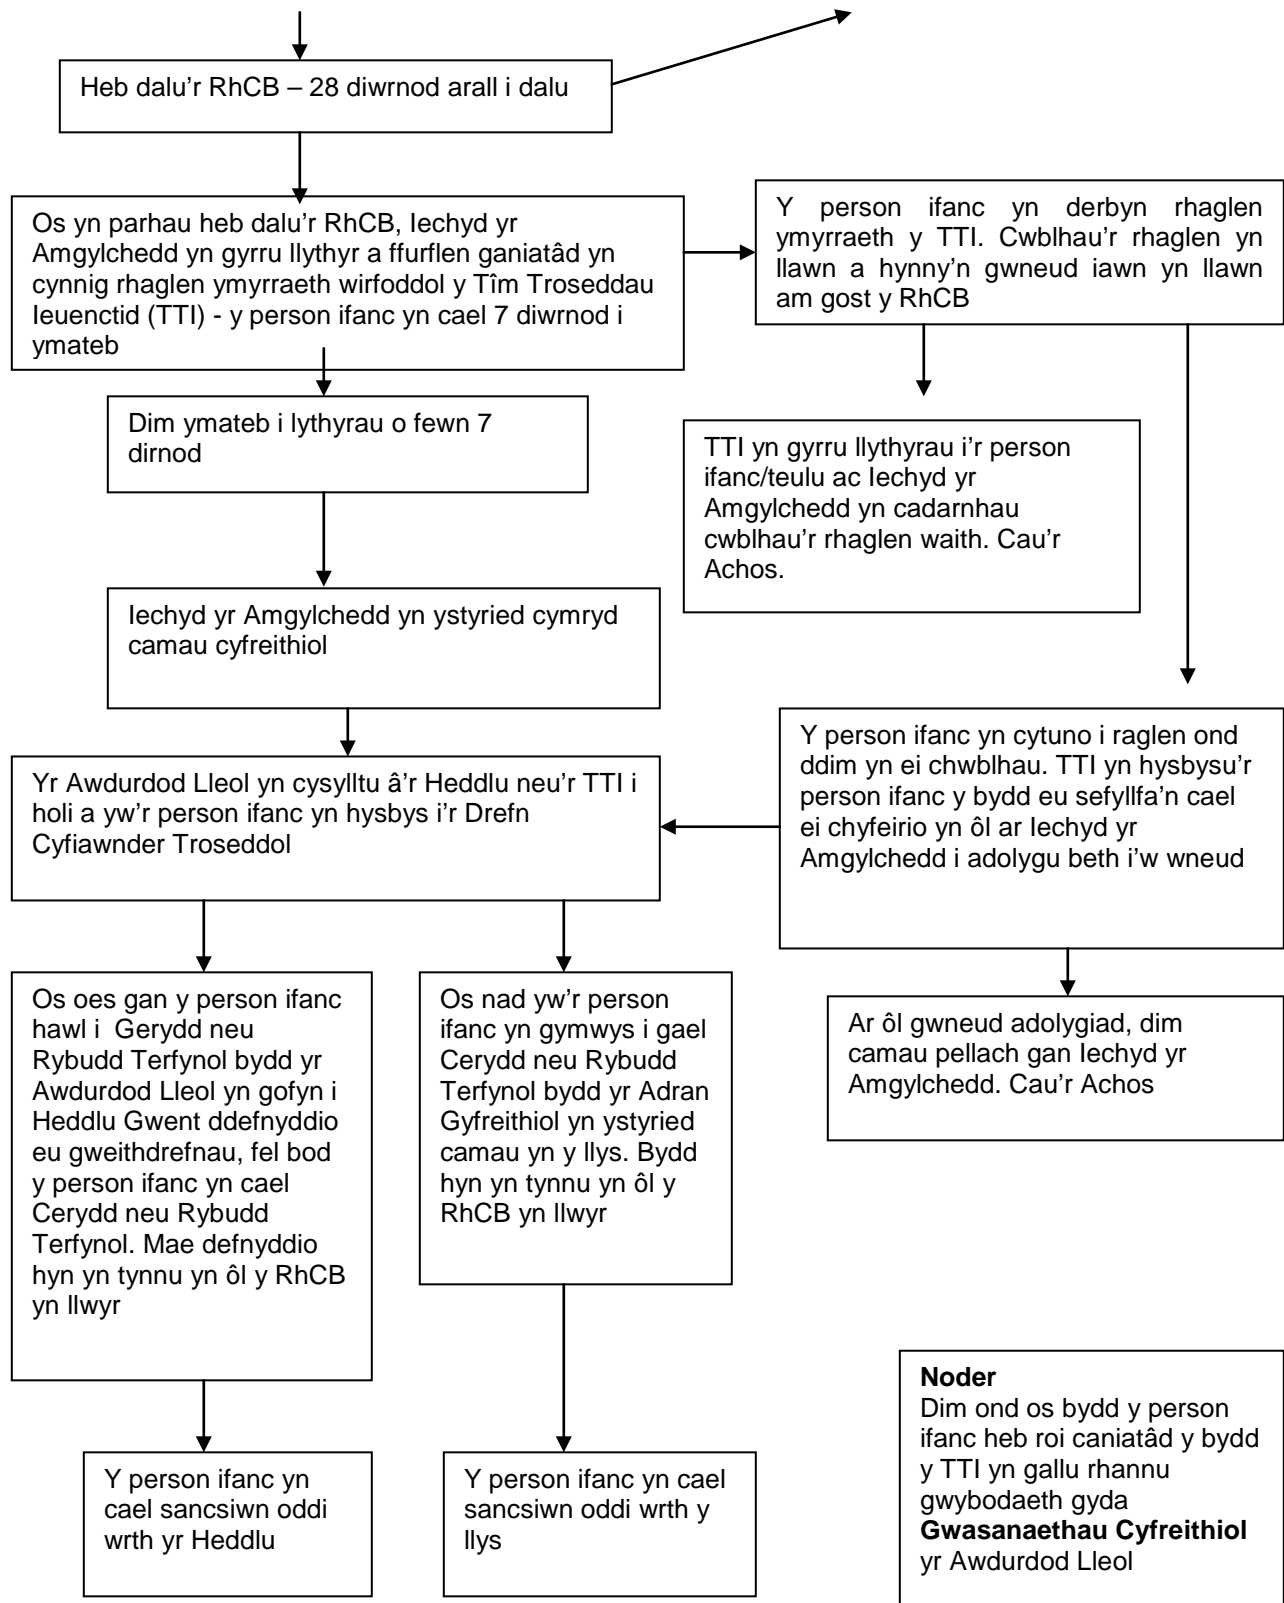 Heb dalu'r RhCB – 28 diwrnod arall i dalu
Os yn parhau heb dalu'r RhCB, Iechyd yr
Amgylchedd yn gyrru llythyr a ffurflen ganiatâd yn
cynnig rhaglen ymyrraeth wirfoddol y Tîm Troseddau
Ieuenctid (TTI) - y person ifanc yn cael 7 diwrnod i
ymateb
Y person ifanc yn derbyn rhaglen
ymyrraeth y TTI. Cwblhau'r rhaglen yn
llawn a hynny'n gwneud iawn yn llawn
am gost y RhCB
Dim ymateb i lythyrau o fewn 7
dirnod
TTI yn gyrru llythyrau i'r person
ifanc/teulu ac Iechyd yr
Amgylchedd yn cadarnhau
cwblhau'r rhaglen waith. Cau'r
Achos.
Iechyd yr Amgylchedd yn ystyried cymryd
camau cyfreithiol
Y person ifanc yn cytuno i raglen ond
ddim yn ei chwblhau. TTI yn hysbysu'r
person ifanc y bydd eu sefyllfa'n cael
ei chyfeirio yn ôl ar Iechyd yr
Amgylchedd i adolygu beth i'w wneud
Yr Awdurdod Lleol yn cysylltu â'r Heddlu neu'r TTI i
holi a yw'r person ifanc yn hysbys i'r Drefn
Cyfiawnder Troseddol
Os oes gan y person ifanc
hawl i Gerydd neu
Rybudd Terfynol bydd yr
Awdurdod Lleol yn gofyn i
Heddlu Gwent ddefnyddio
eu gweithdrefnau, fel bod
y person ifanc yn cael
Cerydd neu Rybudd
Terfynol. Mae defnyddio
hyn yn tynnu yn ôl y RhCB
yn llwyr
Os nad yw'r person
ifanc yn gymwys i gael
Cerydd neu Rybudd
Terfynol bydd yr Adran
Gyfreithiol yn ystyried
camau yn y llys. Bydd
hyn yn tynnu yn ôl y
RhCB yn llwyr
Ar ôl gwneud adolygiad, dim
camau pellach gan Iechyd yr
Amgylchedd. Cau'r Achos
Y person ifanc yn
cael sancsiwn oddi
wrth yr Heddlu
Y person ifanc yn cael
sancsiwn oddi wrth y
llys
Noder
Dim ond os bydd y person
ifanc heb roi caniatâd y bydd
y TTI yn gallu rhannu
gwybodaeth gyda
Gwasanaethau Cyfreithiol
yr Awdurdod Lleol